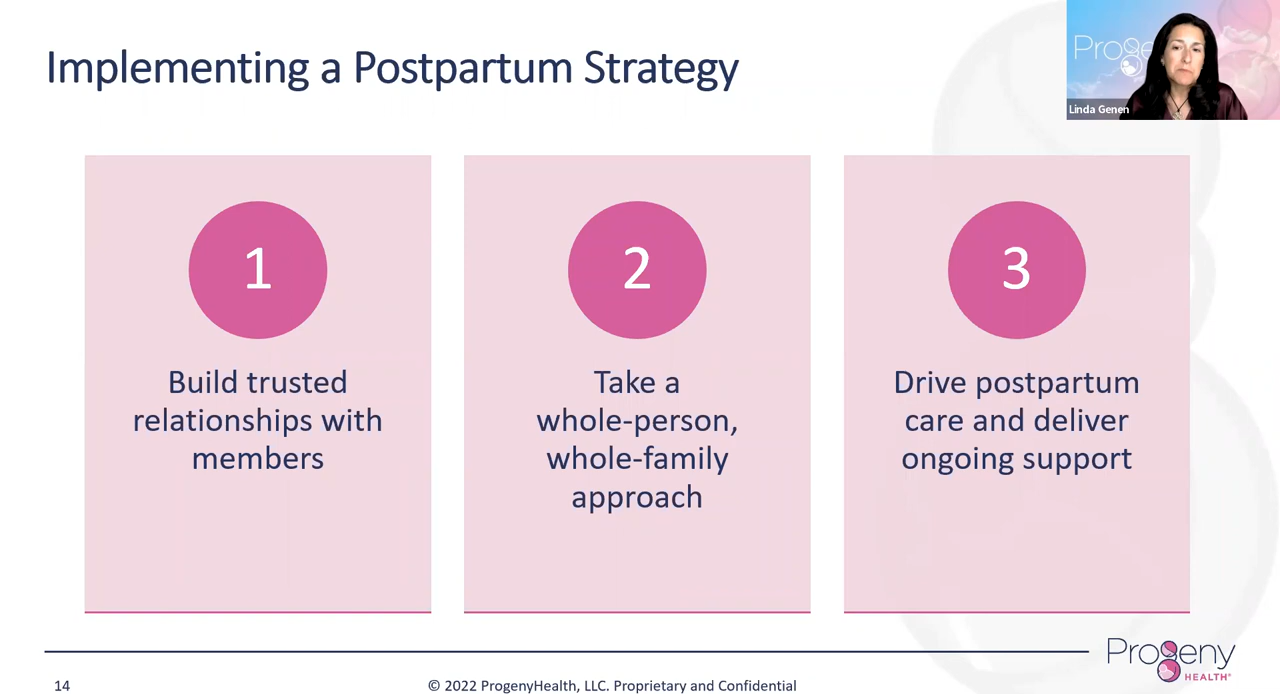 Implementing a Postpartum Strategy
Proge
Linda Genen
1
Build trusted
relationships with
members
2
Take a
whole-person,
whole-family
approach
3
Drive postpartum
care and deliver
ongoing support
14
© 2022 ProgenyHealth, LLC. Proprietary and Confidential
Progeny
HEALTH®